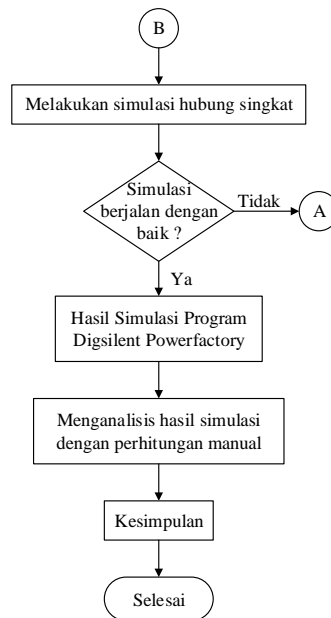 B
Melakukan simulasi hubung singkat
Simulasi
berjalan dengan
baik ?
Tidak
A
Ya
Hasil Simulasi Program
Digsilent Powerfactory
Menganalisis hasil simulasi
dengan perhitungan manual
Kesimpulan
Selesai